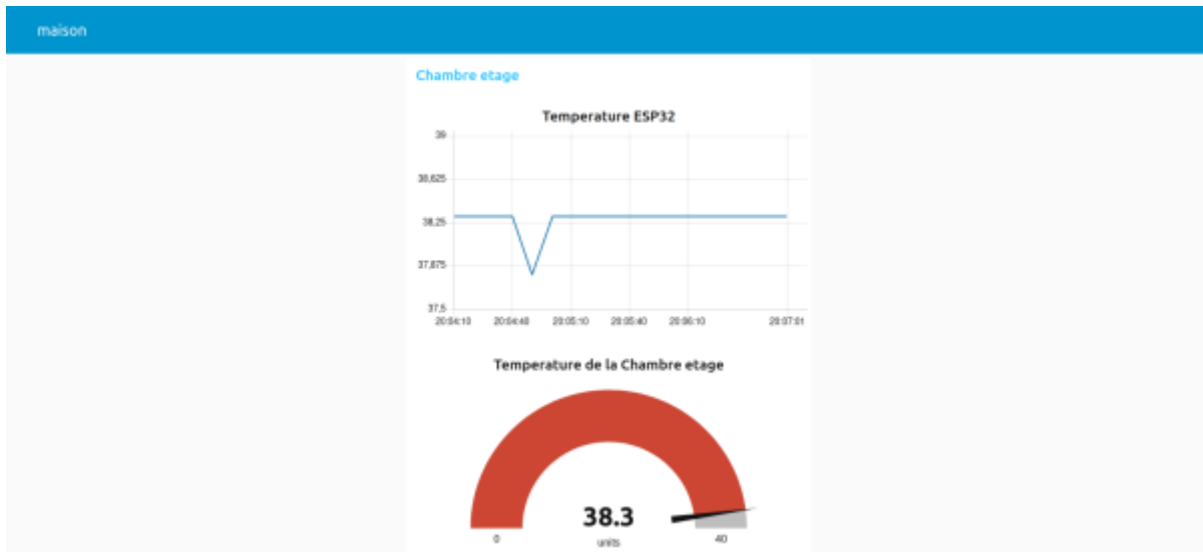 maison
Chambre etage
Temperature ESP32
39
38,625
38,25
37,875
37,5
20:04:10 20:04:40 20:05:10 20:05:40 20:06:10 20:07:01
Temperature de la Chambre etage
38.3
0 units 40